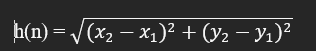 h(n) = √(x₂ − x₁)² + (y₂ − y₁)²